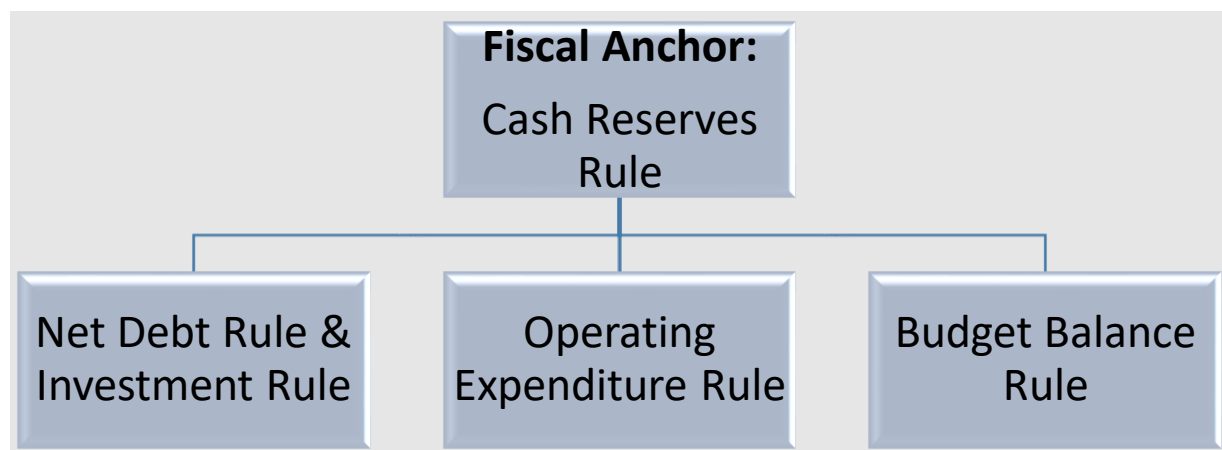 Fiscal Anchor:
Cash Reserves
Rule
Net Debt Rule &
Investment Rule
Operating
Expenditure Rule
Budget Balance
Rule